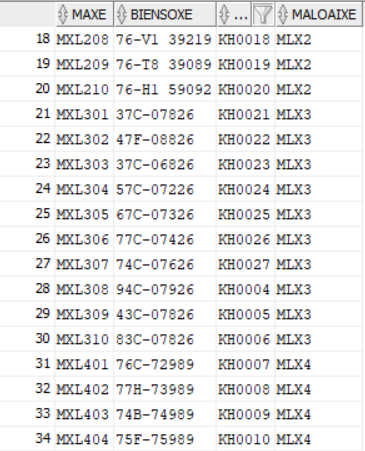 MAXE BIENSOXE ... MALOAIXE
18 MXL208 76-V1 39219 KH0018 MLX2
19 MXL209 76-T8 39089 KH0019 MLX2
20 MXL210 76-H1 59092 KH0020 MLX2
21 MXL301 37C-07826 KH0021 MLX3
22 MXL302 47F-08826 KH0022 MLX3
23 MXL303 37C-06826 KH0023 MLX3
24 MXL304 57C-07226 KH0024 MLX3
25 MXL305 67C-07326 KH0025 MLX3
26 MXL306 77C-07426 KH0026 MLX3
27 MXL307 74C-07626 KH0027 MLX3
28 MXL308 94C-07926 KH0004 MLX3
29 MXL309 43C-07826 KH0005 MLX3
30 MXL310 83C-07826 KH0006 MLX3
31 MXL401 76C-72989 KH0007 MLX4
32 MXL402 77H-73989 KH0008 MLX4
33 MXL403 74B-74989 KH0009 MLX4
34 MXL404 75F-75989 KH0010 MLX4